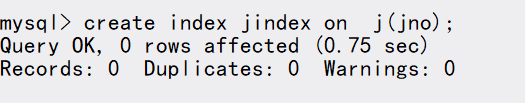 mysql> create index jindex on  j(jno);
Query OK, 0 rows affected (0.75 sec)
Records: 0  Duplicates: 0  Warnings: 0